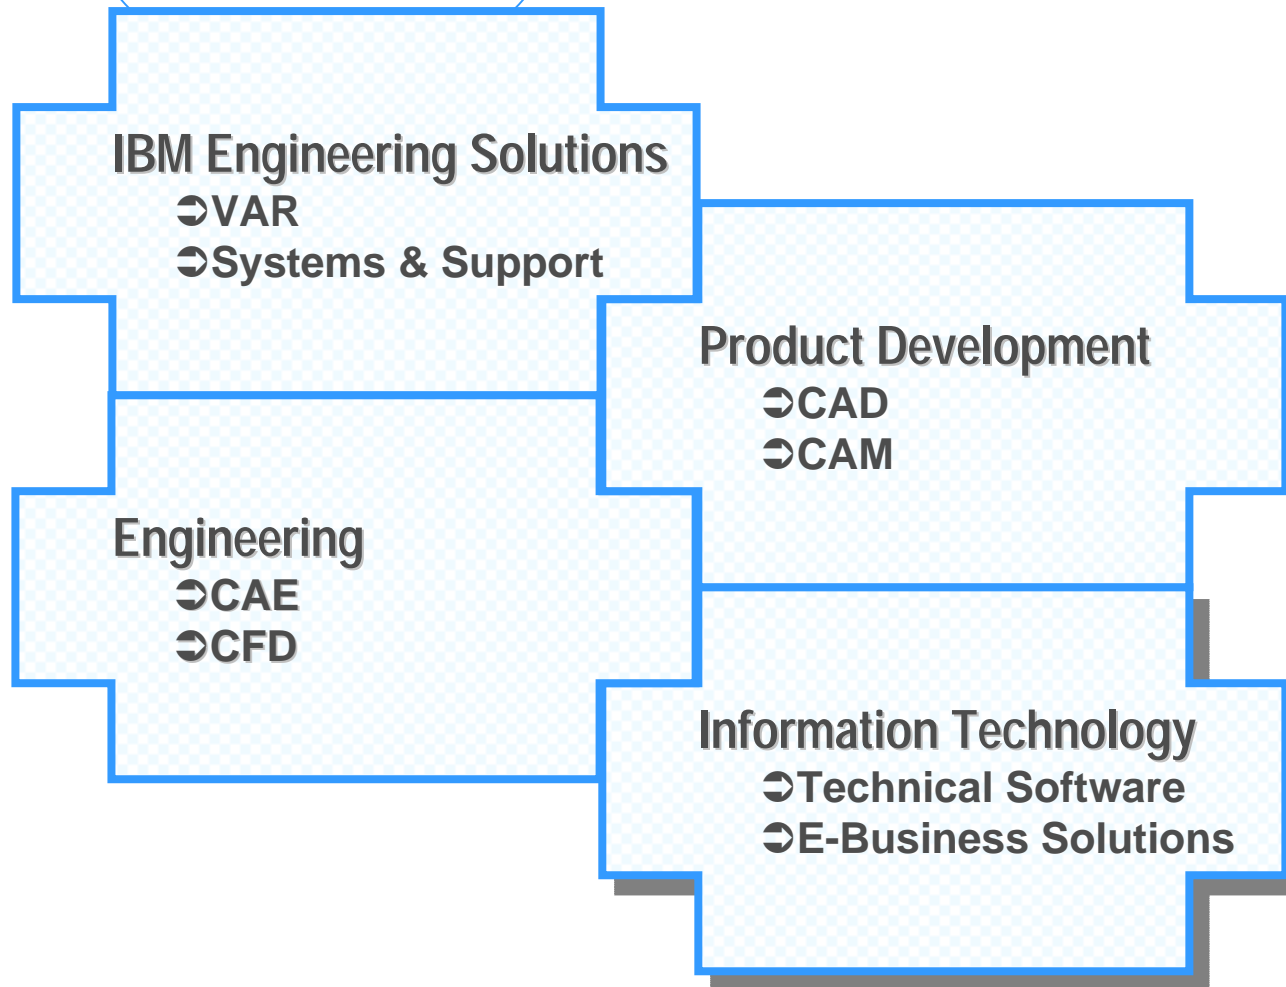 IBM Engineering Solutions
➲VAR
➲Systems & Support
Product Development
➲CAD
➲CAM
Engineering
➲CAE
➲CFD
Information Technology
➲Technical Software
➲E-Business Solutions